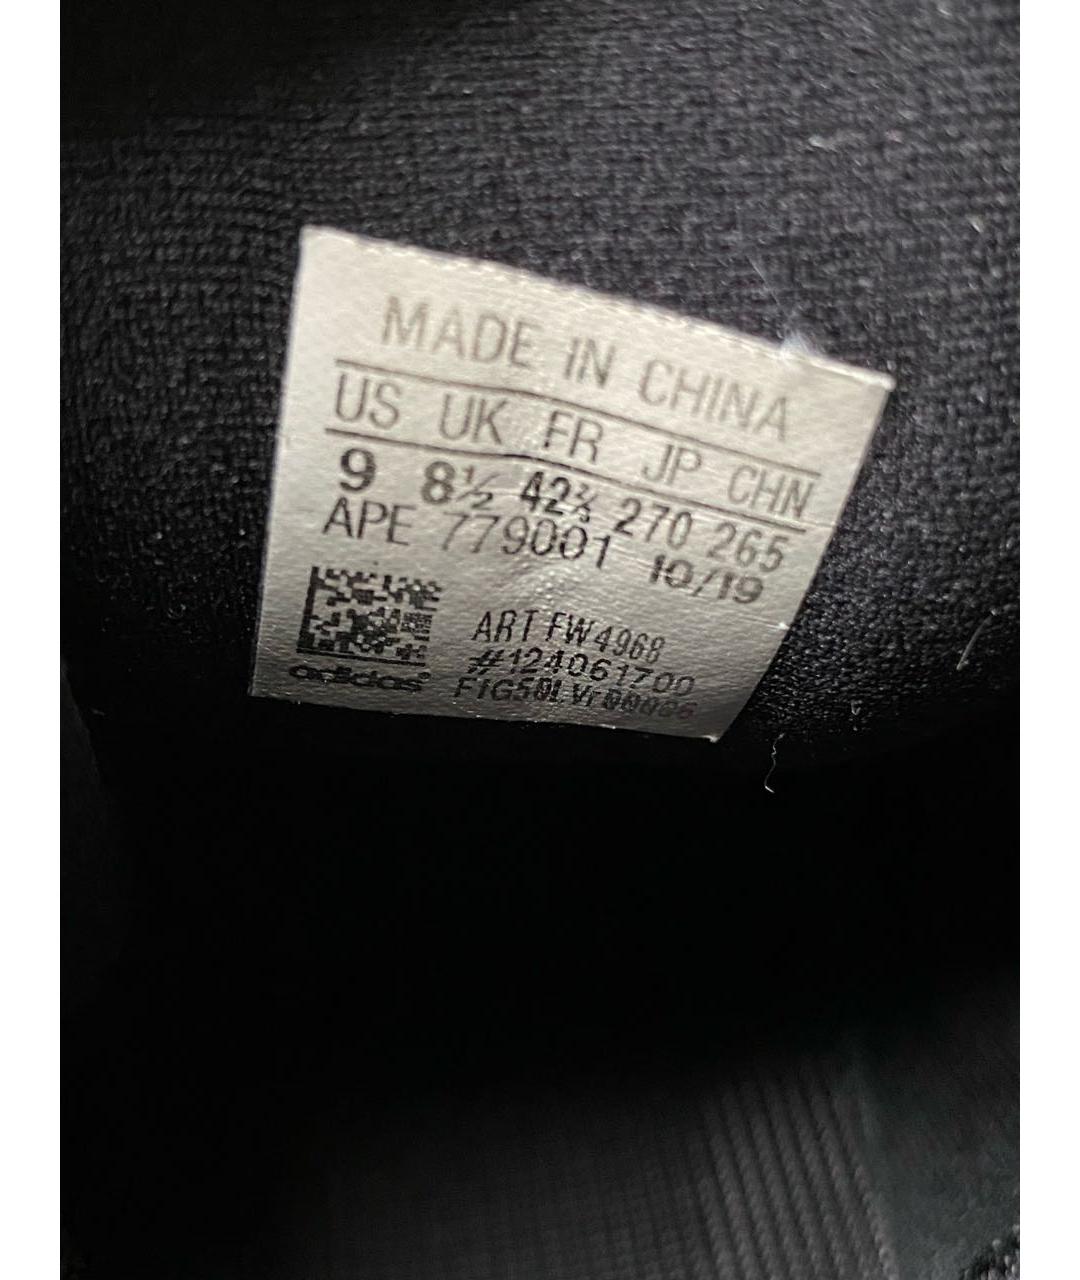 MADE IN CHINA
US UK FR JP CHN
9 8½ 42⅔ 270 265
APE 779001 10/19
ART FW4968
#124061700
adidas